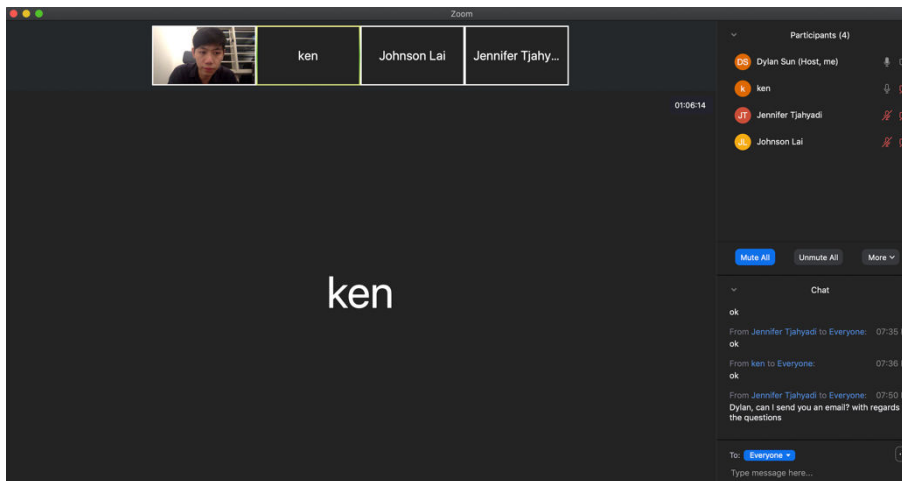 Zoom
ken
Johnson Lai
Jennifer Tjahy...
01:06:14
ken
Participants (4)
DS Dylan Sun (Host, me)
k ken
JT Jennifer Tjahyadi
JL Johnson Lai
Mute All Unmute All More
Chat
ok
From Jennifer Tjahyadi to Everyone: 07:35
ok
From ken to Everyone: 07:36
ok
From Jennifer Tjahyadi to Everyone: 07:50
Dylan, can I send you an email? with regards
the questions
To: Everyone
Type message here...